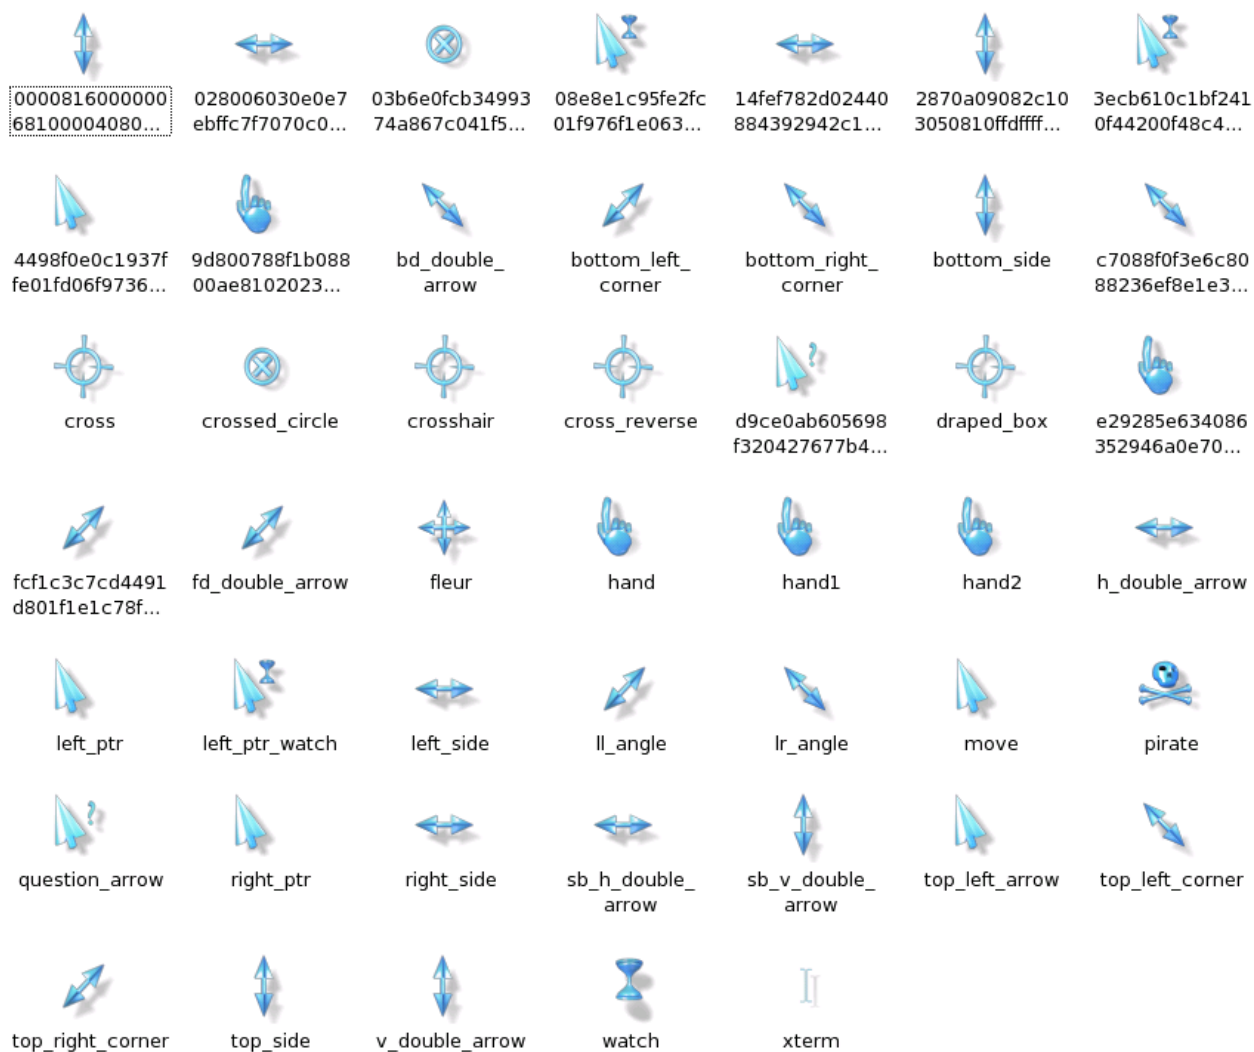 0000816000000
68100004080...
028006030e0e7
ebffc7f7070c0...
03b6e0fcb34993
74a867c041f5...
08e8e1c95fe2fc
01f976f1e063...
14fef782d02440
884392942c1...
2870a09082c10
3050810ffdffff...
3ecb610c1bf241
0f44200f48c4...
4498f0e0c1937f
fe01fd06f9736...
9d800788f1b088
00ae8102023...
bd_double_
arrow
bottom_left_
corner
bottom_right_
corner
bottom_side
c7088f0f3e6c80
88236ef8e1e3...
cross
crossed_circle
crosshair
cross_reverse
d9ce0ab605698
f320427677b4...
draped_box
e29285e634086
352946a0e70...
fcf1c3c7cd4491
d801f1e1c78f...
fd_double_arrow
fleur
hand
hand1
hand2
h_double_arrow
left_ptr
left_ptr_watch
left_side
ll_angle
lr_angle
move
pirate
question_arrow
right_ptr
right_side
sb_h_double_
arrow
sb_v_double_
arrow
top_left_arrow
top_left_corner
top_right_corner
top_side
v_double_arrow
watch
xterm